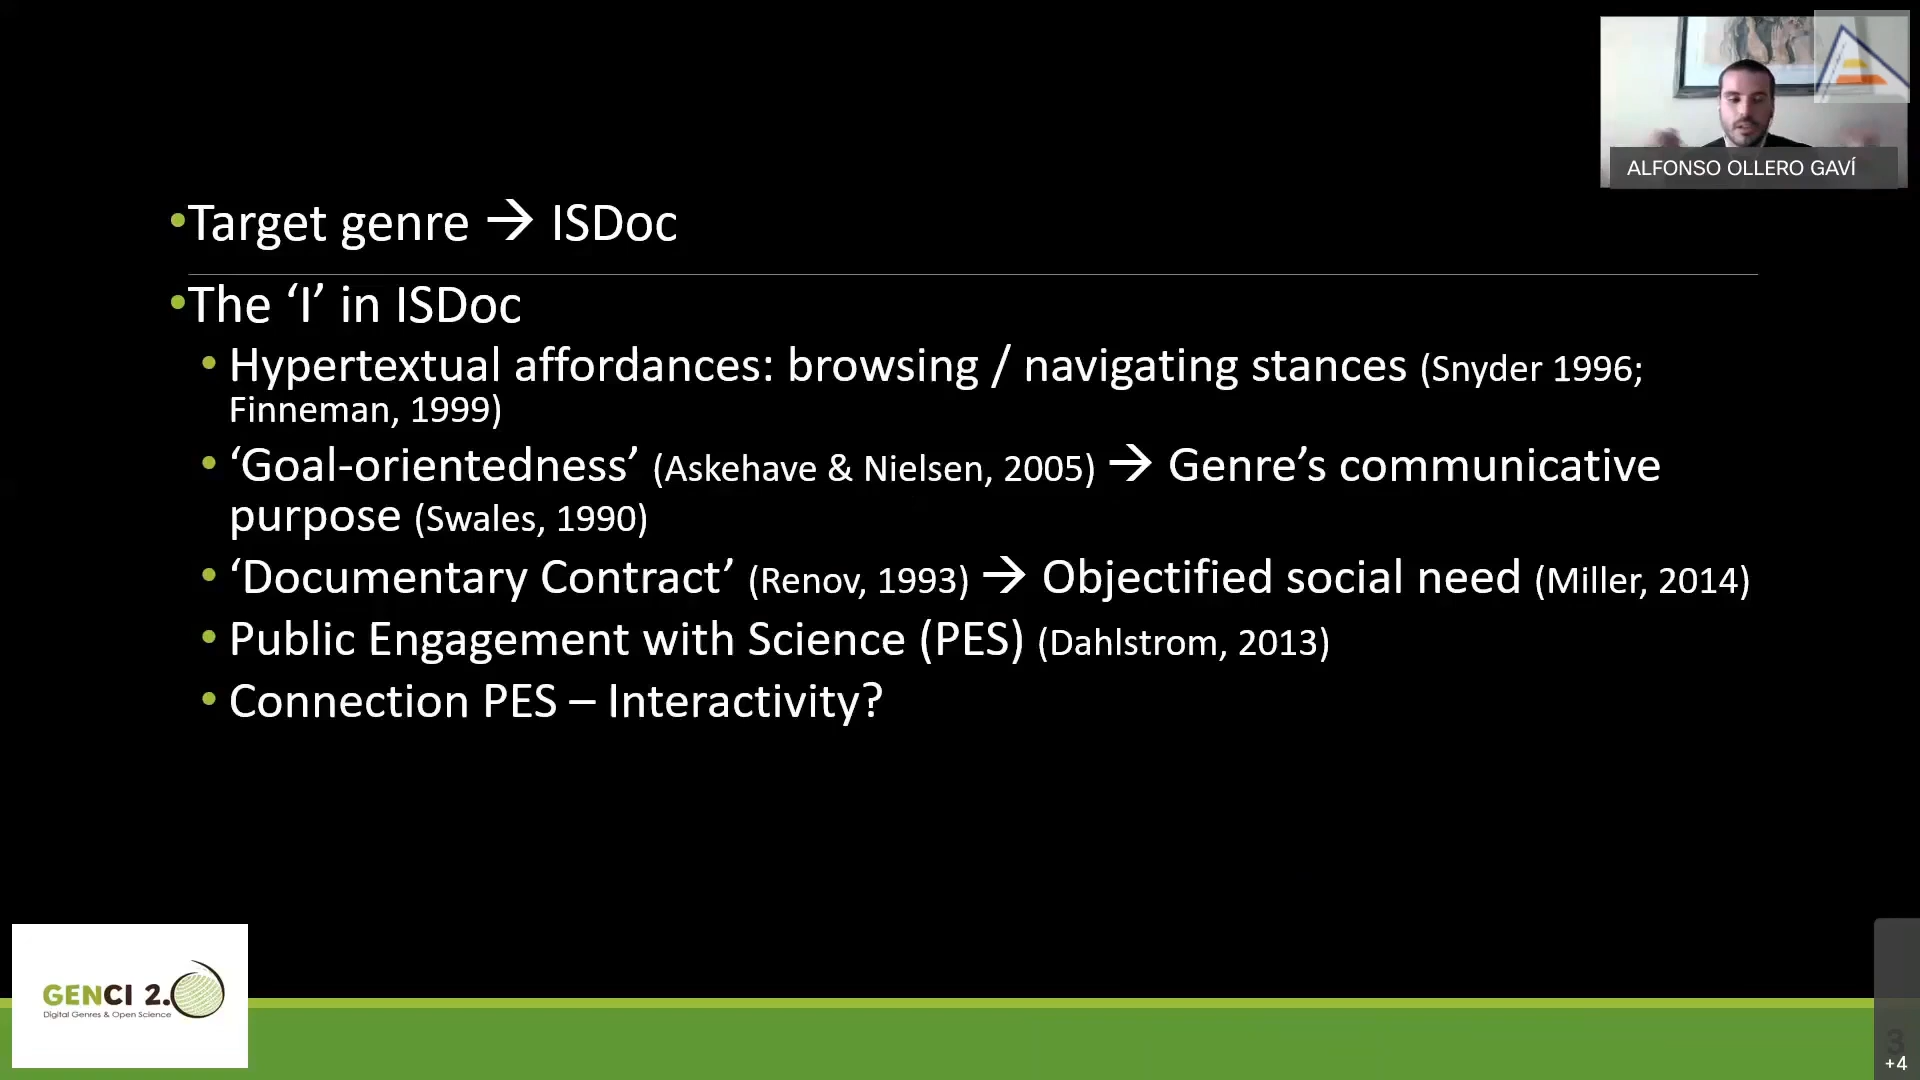 ALFONSO OLLERO GAVÍ
•Target genre → ISDoc
•The ‘I’ in ISDoc
• Hypertextual affordances: browsing / navigating stances (Snyder 1996;
Finneman, 1999)
• ‘Goal-orientedness’ (Askehave & Nielsen, 2005) → Genre’s communicative
purpose (Swales, 1990)
• ‘Documentary Contract’ (Renov, 1993) → Objectified social need (Miller, 2014)
• Public Engagement with Science (PES) (Dahlstrom, 2013)
• Connection PES – Interactivity?
GENCI 2.0
Digital Genres & Open Science
3
+4